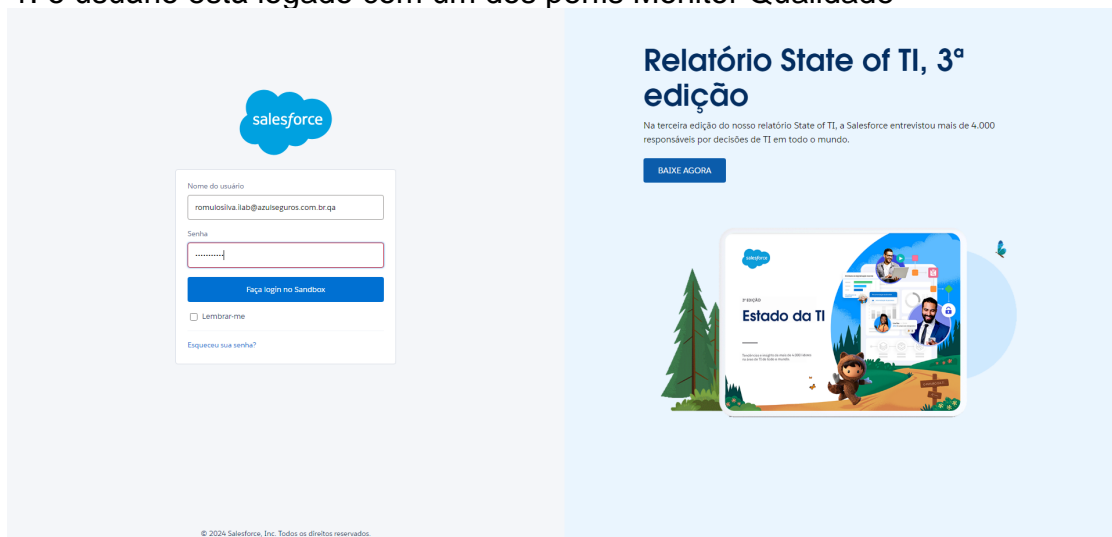 1. o usuário está logado com um dos perfis Monitor Qualidade
salesforce
Nome do usuário
romulosilva.ilab@azulseguros.com.br.qa
Senha
Faça login no Sandbox
Lembrar-me
Esqueceu sua senha?
© 2024 Salesforce, Inc. Todos os direitos reservados.
Relatório State of TI, 3ª
edição
Na terceira edição do nosso relatório State of TI, a Salesforce entrevistou mais de 4.000
responsáveis por decisões de TI em todo o mundo.
BAIXE AGORA
salesforce
3ª EDIÇÃO
Estado da TI